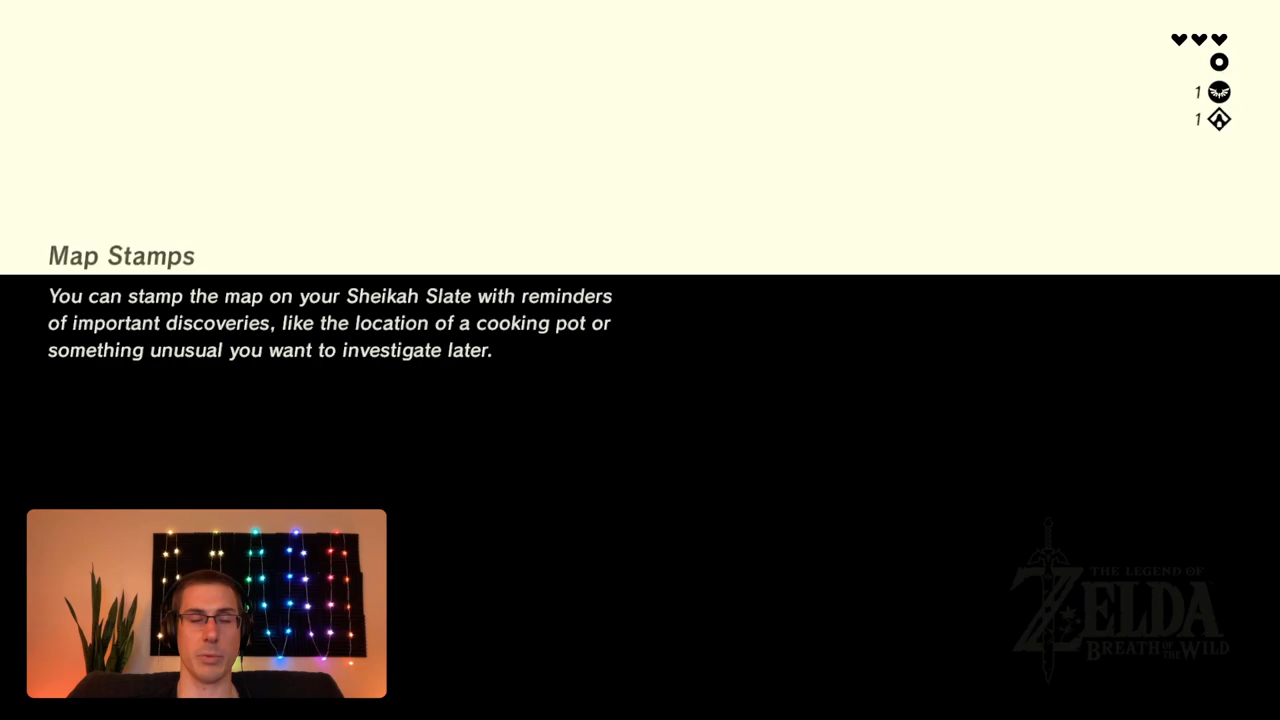 1
1
Map Stamps
You can stamp the map on your Sheikah Slate with reminders
of important discoveries, like the location of a cooking pot or
something unusual you want to investigate later.
THE LEGEND OF
ZELDA
BREATH OF THE WILD